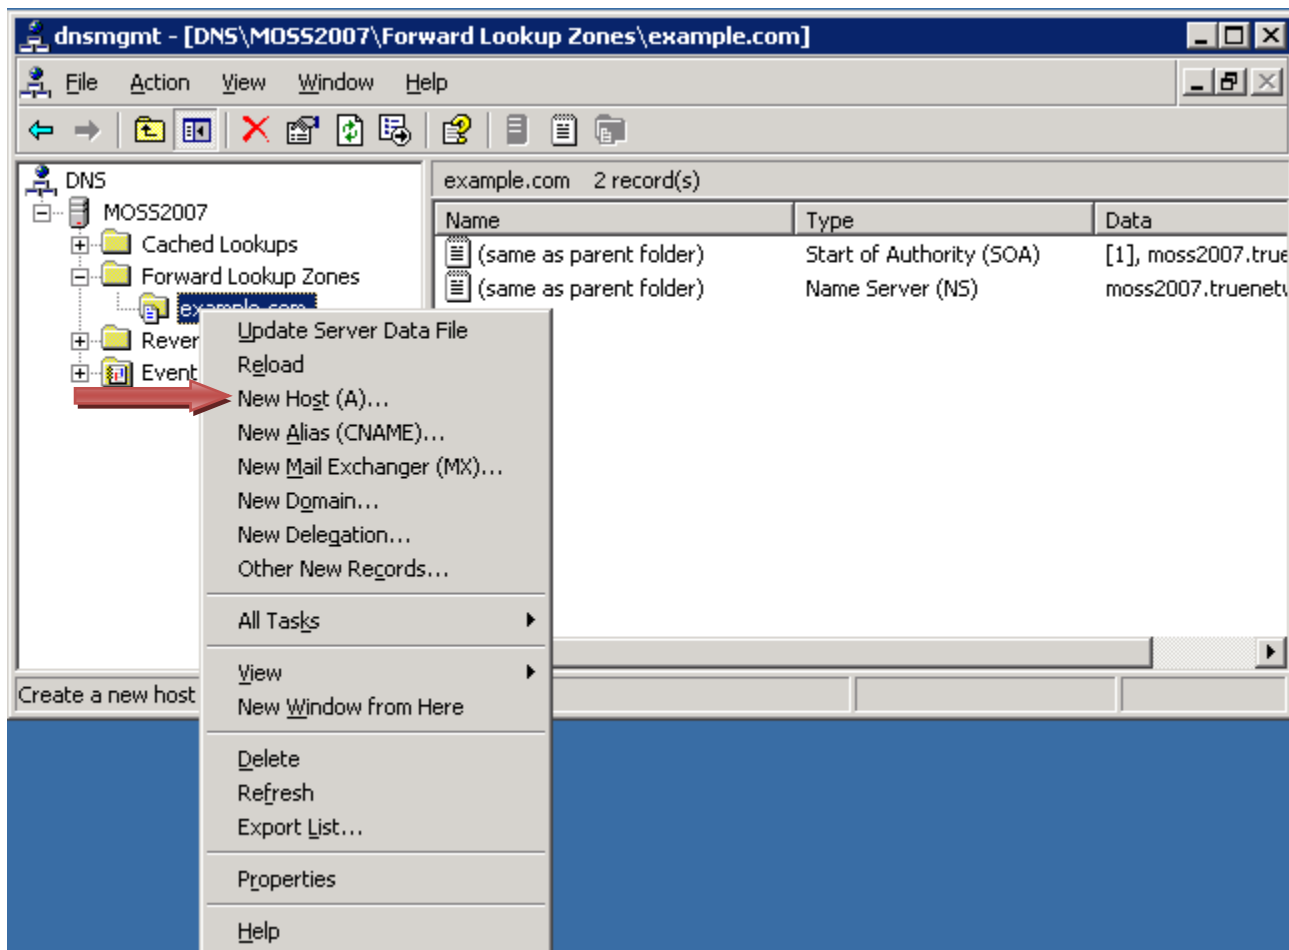 dnsmgmt - [DNS\MOSS2007\Forward Lookup Zones\example.com]
File Action View Window Help
DNS
MOSS2007
Cached Lookups
Forward Lookup Zones
example.com
Rever
Event
example.com 2 record(s)
Name Type Data
(same as parent folder) Start of Authority (SOA) [1], moss2007.true
(same as parent folder) Name Server (NS) moss2007.truenetw
Update Server Data File
Reload
New Host (A)...
New Alias (CNAME)...
New Mail Exchanger (MX)...
New Domain...
New Delegation...
Other New Records...
All Tasks
View
New Window from Here
Delete
Refresh
Export List...
Properties
Help
Create a new host